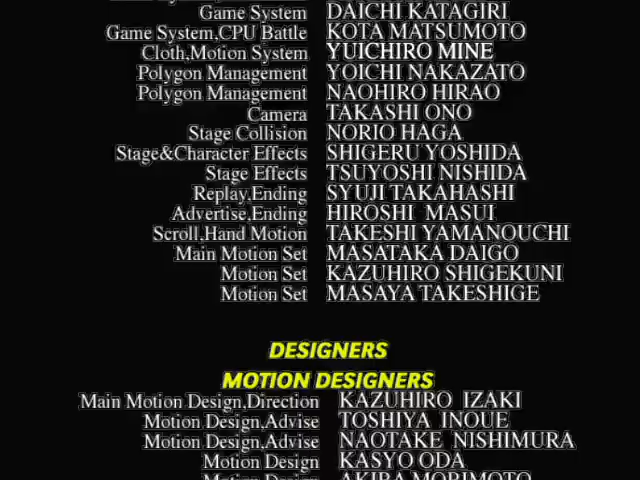 Game System DAICHI KATAGIRI
Game System,CPU Battle KOTA MATSUMOTO
Cloth,Motion System YUICHIRO MINE
Polygon Management YOICHI NAKAZATO
Polygon Management NAOHIRO HIRAO
Camera TAKASHI ONO
Stage Collision NORIO HAGA
Stage&Character Effects SHIGERU YOSHIDA
Stage Effects TSUYOSHI NISHIDA
Replay,Ending SYUJI TAKAHASHI
Advertise,Ending HIROSHI MASUI
Scroll,Hand Motion TAKESHI YAMANOUCHI
Main Motion Set MASATAKA DAIGO
Motion Set KAZUHIRO SHIGEKUNI
Motion Set MASAYA TAKESHIGE
DESIGNERS
MOTION DESIGNERS
Main Motion Design,Direction KAZUHIRO IZAKI
Motion Design,Advise TOSHIYA INOUE
Motion Design,Advise NAOTAKE NISHIMURA
Motion Design KASYO ODA
Motion Design AKIRA MORIMOTO